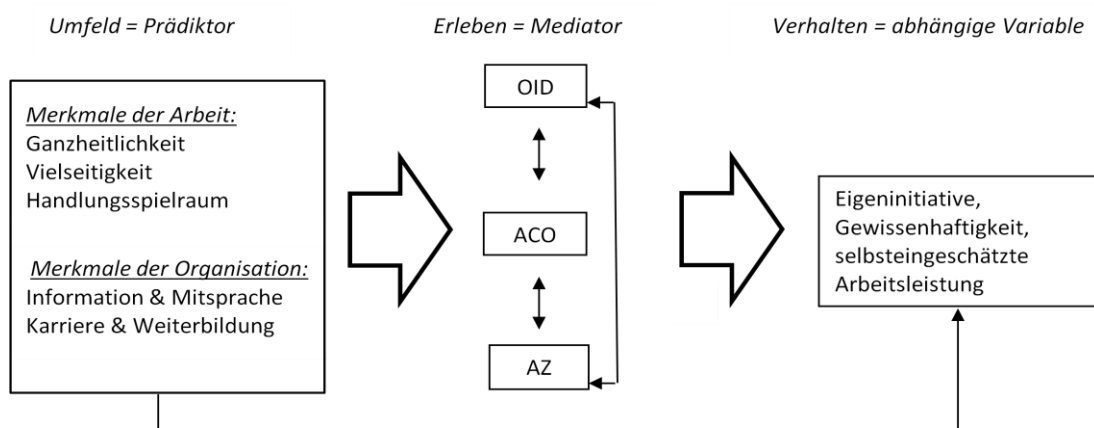 Umfeld = Prädiktor
Erleben = Mediator
Verhalten = abhängige Variable
Merkmale der Arbeit:
Ganzheitlichkeit
Vielseitigkeit
Handlungsspielraum
Merkmale der Organisation:
Information & Mitsprache
Karriere & Weiterbildung
OID
ACO
AZ
Eigeninitiative,
Gewissenhaftigkeit,
selbsteingeschätzte
Arbeitsleistung